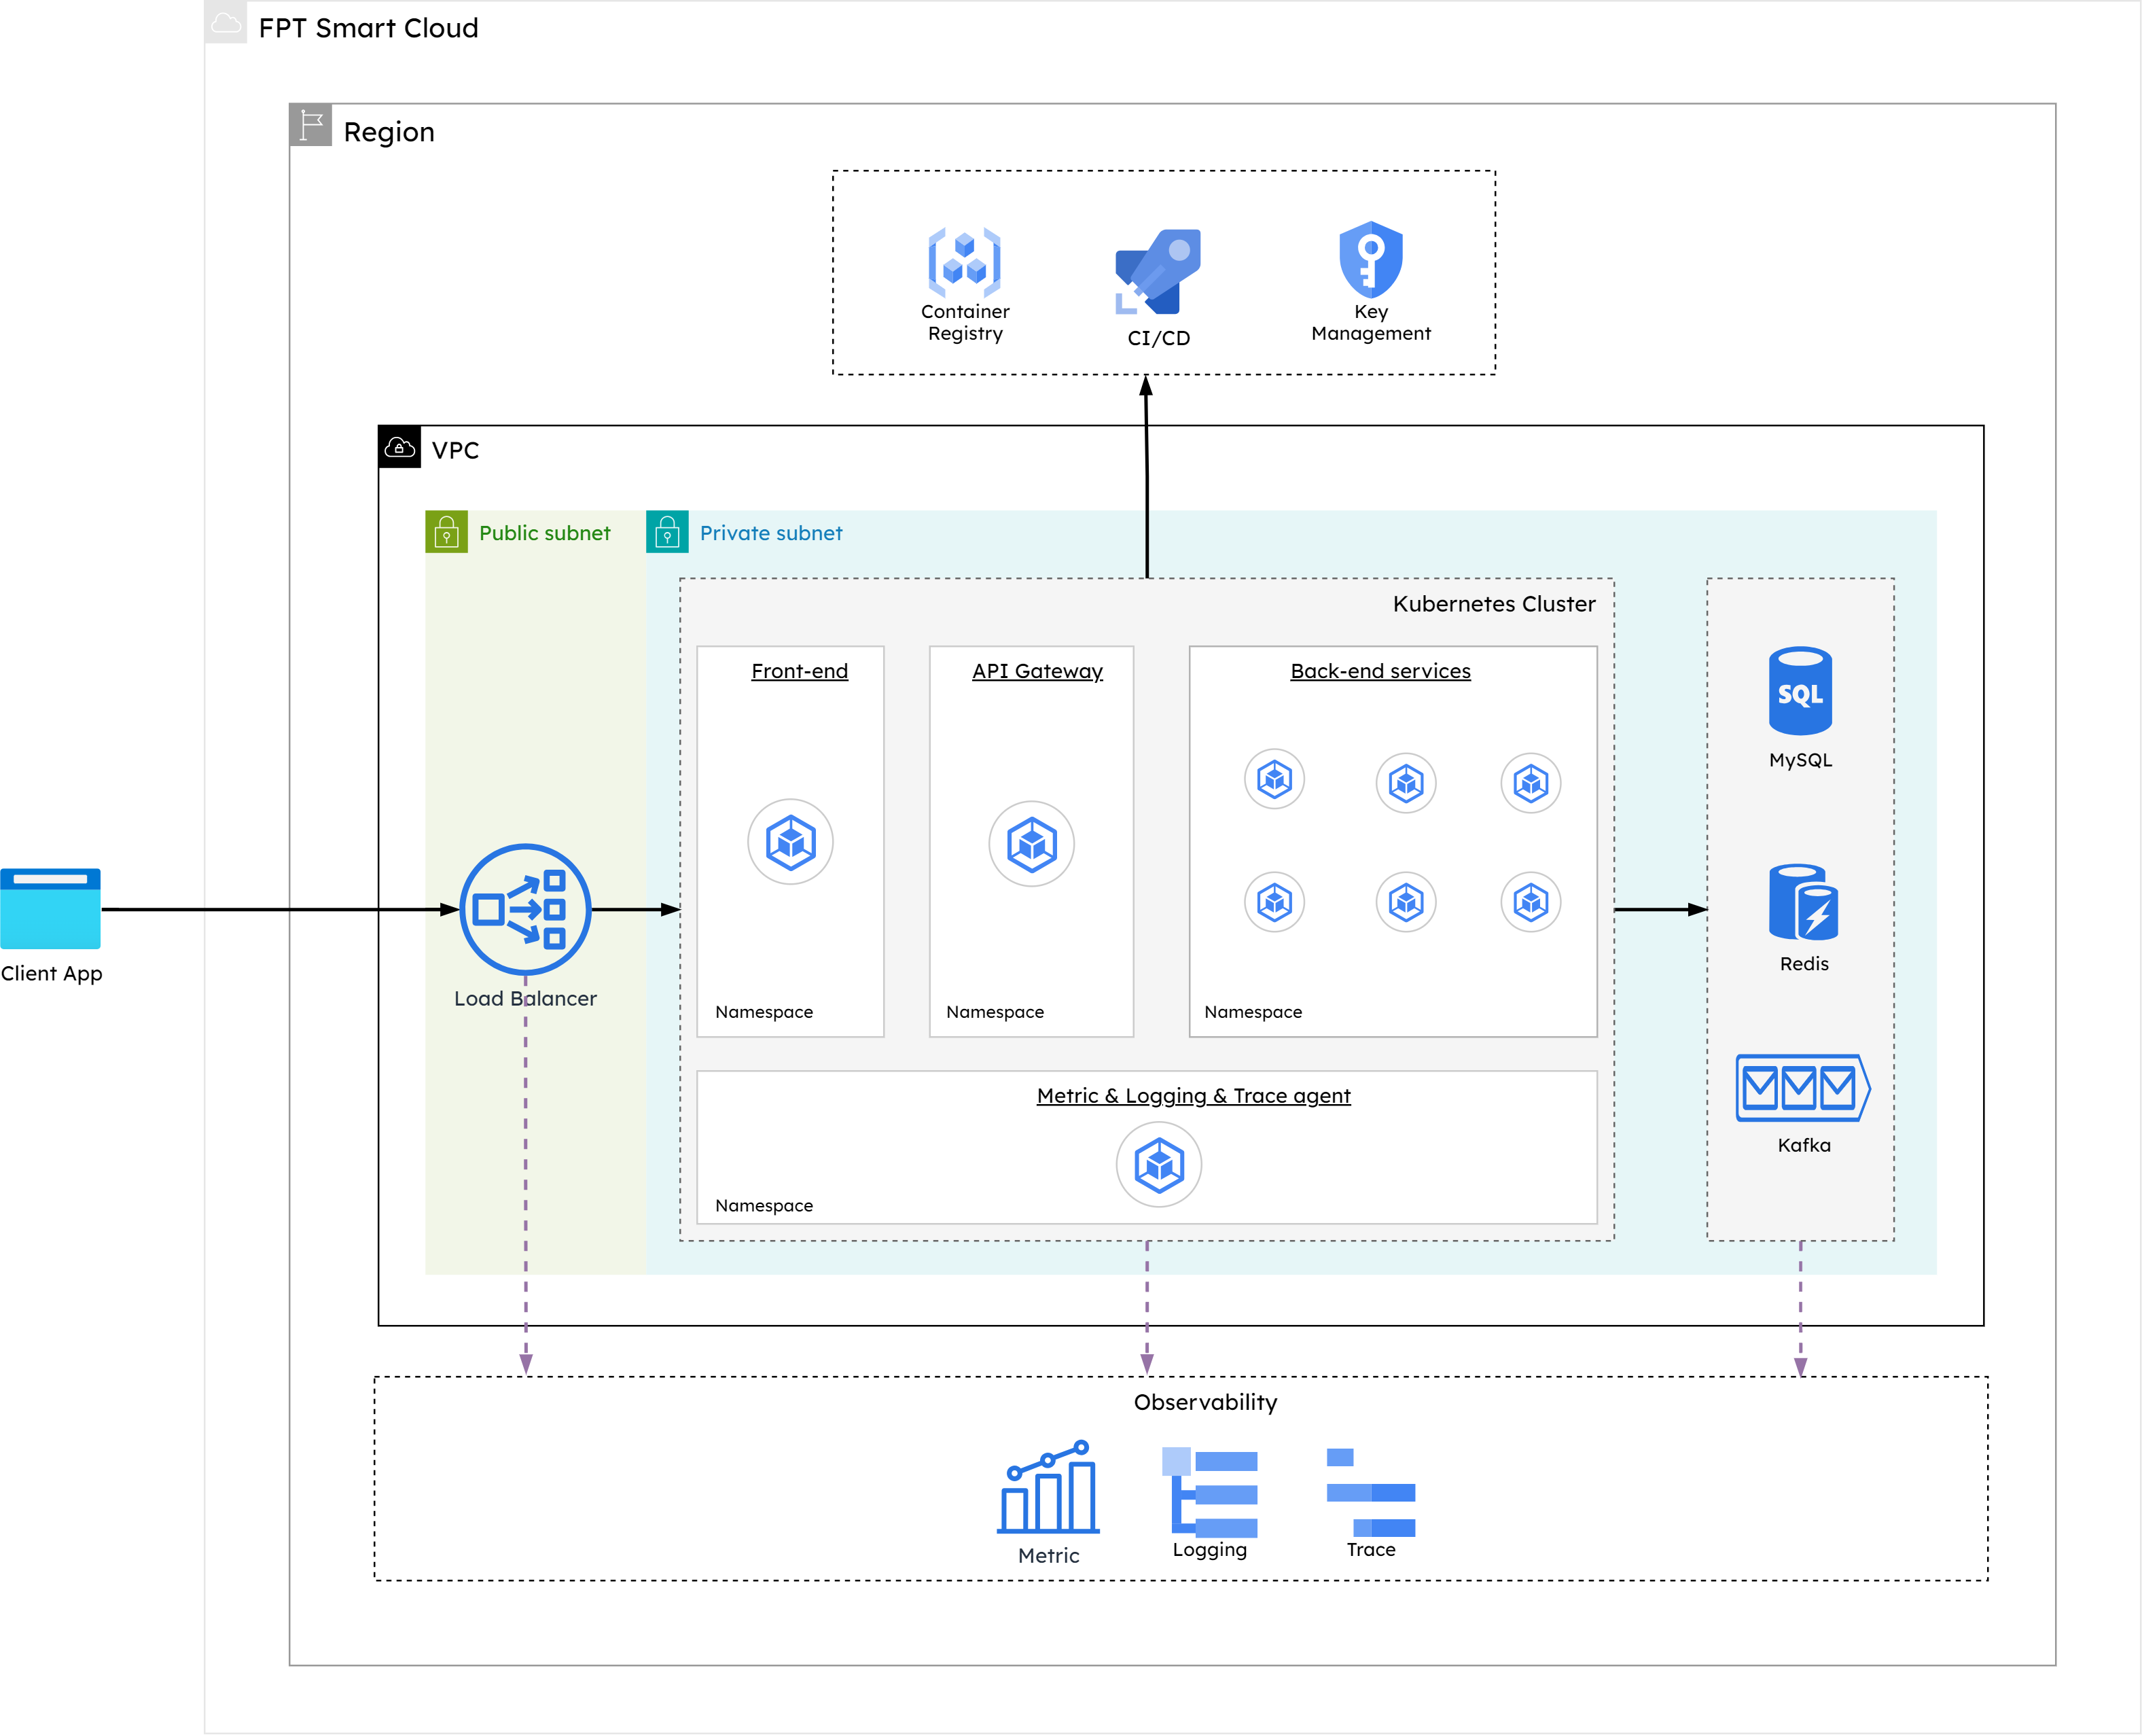 FPT Smart Cloud
Region
Container
Registry
CI/CD
Key
Management
VPC
Public subnet
Private subnet
Kubernetes Cluster
Front-end
API Gateway
Back-end services
SQL
MySQL
Redis
Client App
Load Balancer
Namespace
Namespace
Namespace
Metric & Logging & Trace agent
Kafka
Namespace
Observability
Metric
Logging
Trace